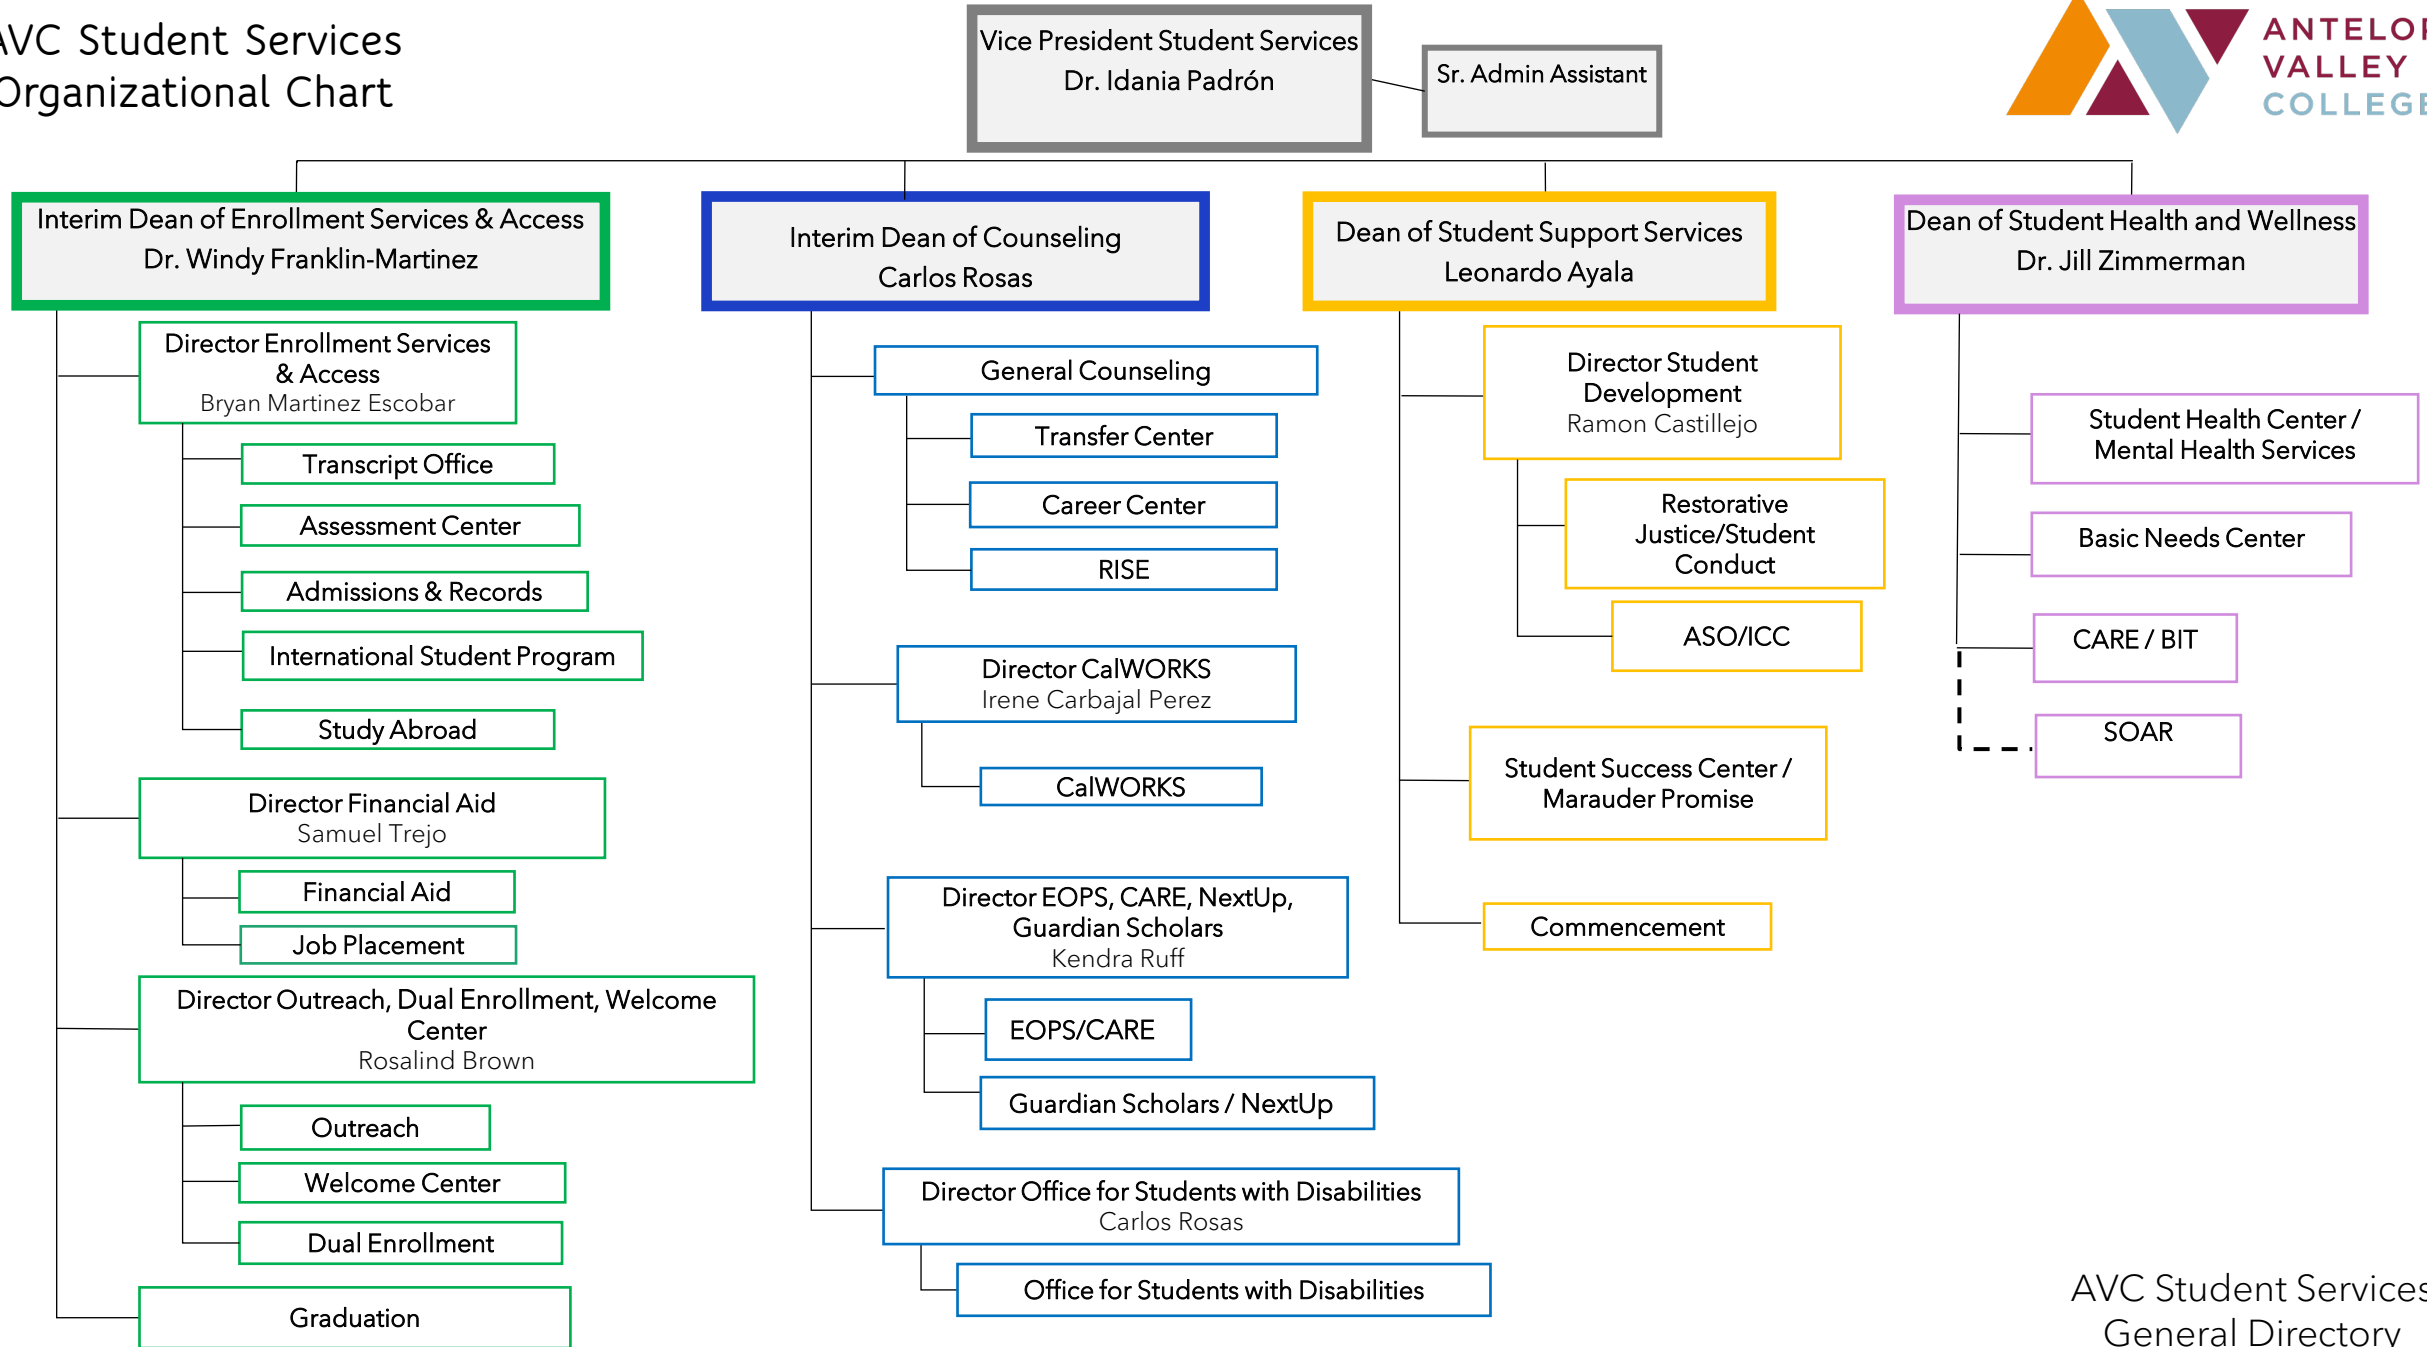 AVC Student Services
Organizational Chart
Vice President Student Services
Dr. Idania Padrón
Sr. Admin Assistant
ANTELOP
VALLEY
COLLEGE
Interim Dean of Enrollment Services & Access
Dr. Windy Franklin-Martinez
Director Enrollment Services
& Access
Bryan Martinez Escobar
Transcript Office
Assessment Center
Admissions & Records
International Student Program
Study Abroad
Director Financial Aid
Samuel Trejo
Financial Aid
Job Placement
Director Outreach, Dual Enrollment, Welcome
Center
Rosalind Brown
Outreach
Welcome Center
Dual Enrollment
Graduation
Interim Dean of Counseling
Carlos Rosas
General Counseling
Transfer Center
Career Center
RISE
Director CalWORKS
Irene Carbajal Perez
CalWORKS
Director EOPS, CARE, NextUp,
Guardian Scholars
Kendra Ruff
EOPS/CARE
Guardian Scholars / NextUp
Director Office for Students with Disabilities
Carlos Rosas
Office for Students with Disabilities
Dean of Student Support Services
Leonardo Ayala
Director Student
Development
Ramon Castillejo
Restorative
Justice/Student
Conduct
ASO/ICC
Student Success Center /
Marauder Promise
Commencement
Dean of Student Health and Wellness
Dr. Jill Zimmerman
Student Health Center /
Mental Health Services
Basic Needs Center
CARE / BIT
SOAR
AVC Student Services
General Directory